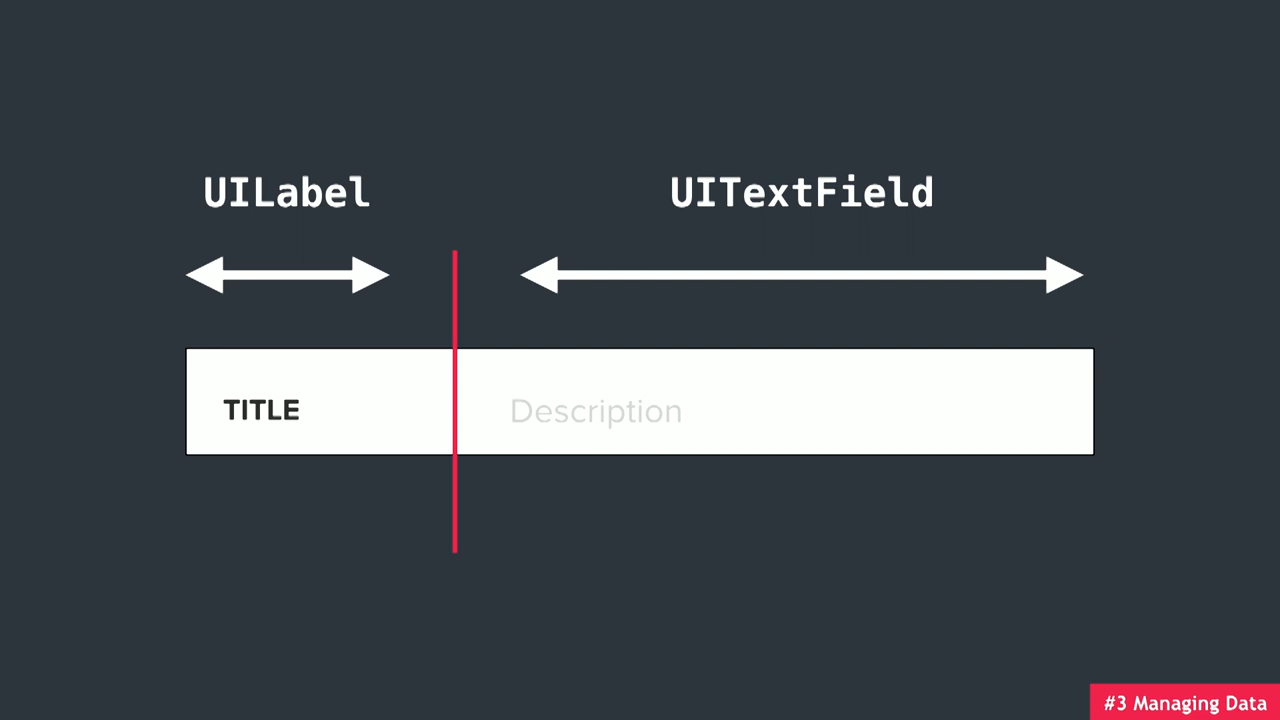 UILabel
UITextField
TITLE
Description
#3 Managing Data